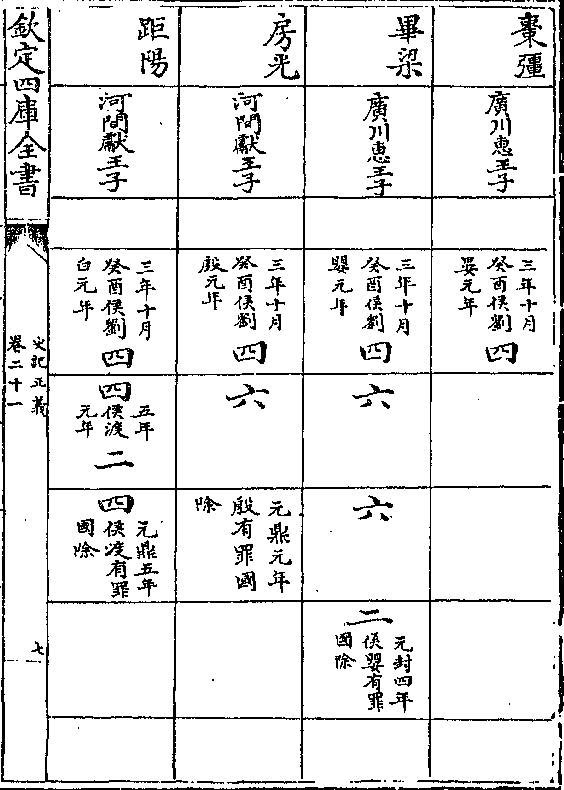 棗彊
廣川惠王子
三年十月
癸酉侯劉
晏元年
四
畢梁
廣川惠王子
三年十月
癸酉侯劉
嬰元年
四
六
六
二
元封四年
侯嬰有罪
國除
房光
河間獻王子
三年十月
癸酉侯劉
殷元年
四
六
元鼎元年
殷有罪國
除
距陽
河間獻王子
三年十月
癸酉侯劉
白元年
四
四
五年
侯渡
元年
二
四
元鼎五年
侯渡有罪
國除
欽定四庫全書
史記正義
卷二十一
七